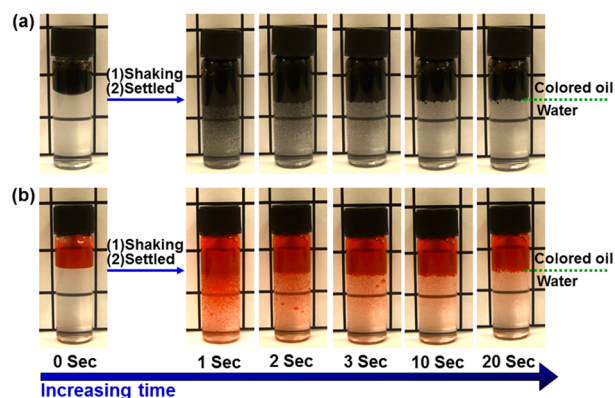 (a)
(1)Shaking
(2)Settled
Colored oil
Water
(b)
(1)Shaking
(2)Settled
Colored oil
Water
0 Sec
1 Sec
2 Sec
3 Sec
10 Sec
20 Sec
Increasing time